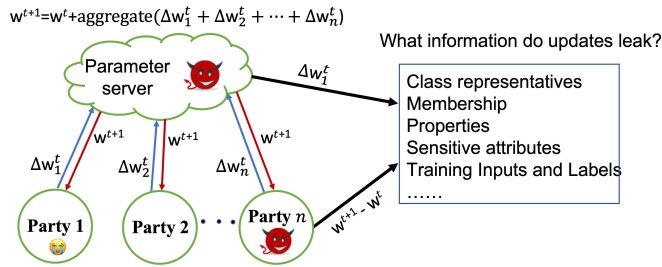 w^{t+1}=w^t+aggregate(Δw_1^t + Δw_2^t + ⋯ + Δw_n^t)
What information do updates leak?
Parameter
server
Δw_1^t
Class representatives
Membership
Properties
Sensitive attributes
Training Inputs and Labels
......
Δw_1^t
w^{t+1}
Δw_2^t
w^{t+1}
Δw_n^t
w^{t+1}
w^{t+1} - w^t
Party 1
Party 2
...
Party n